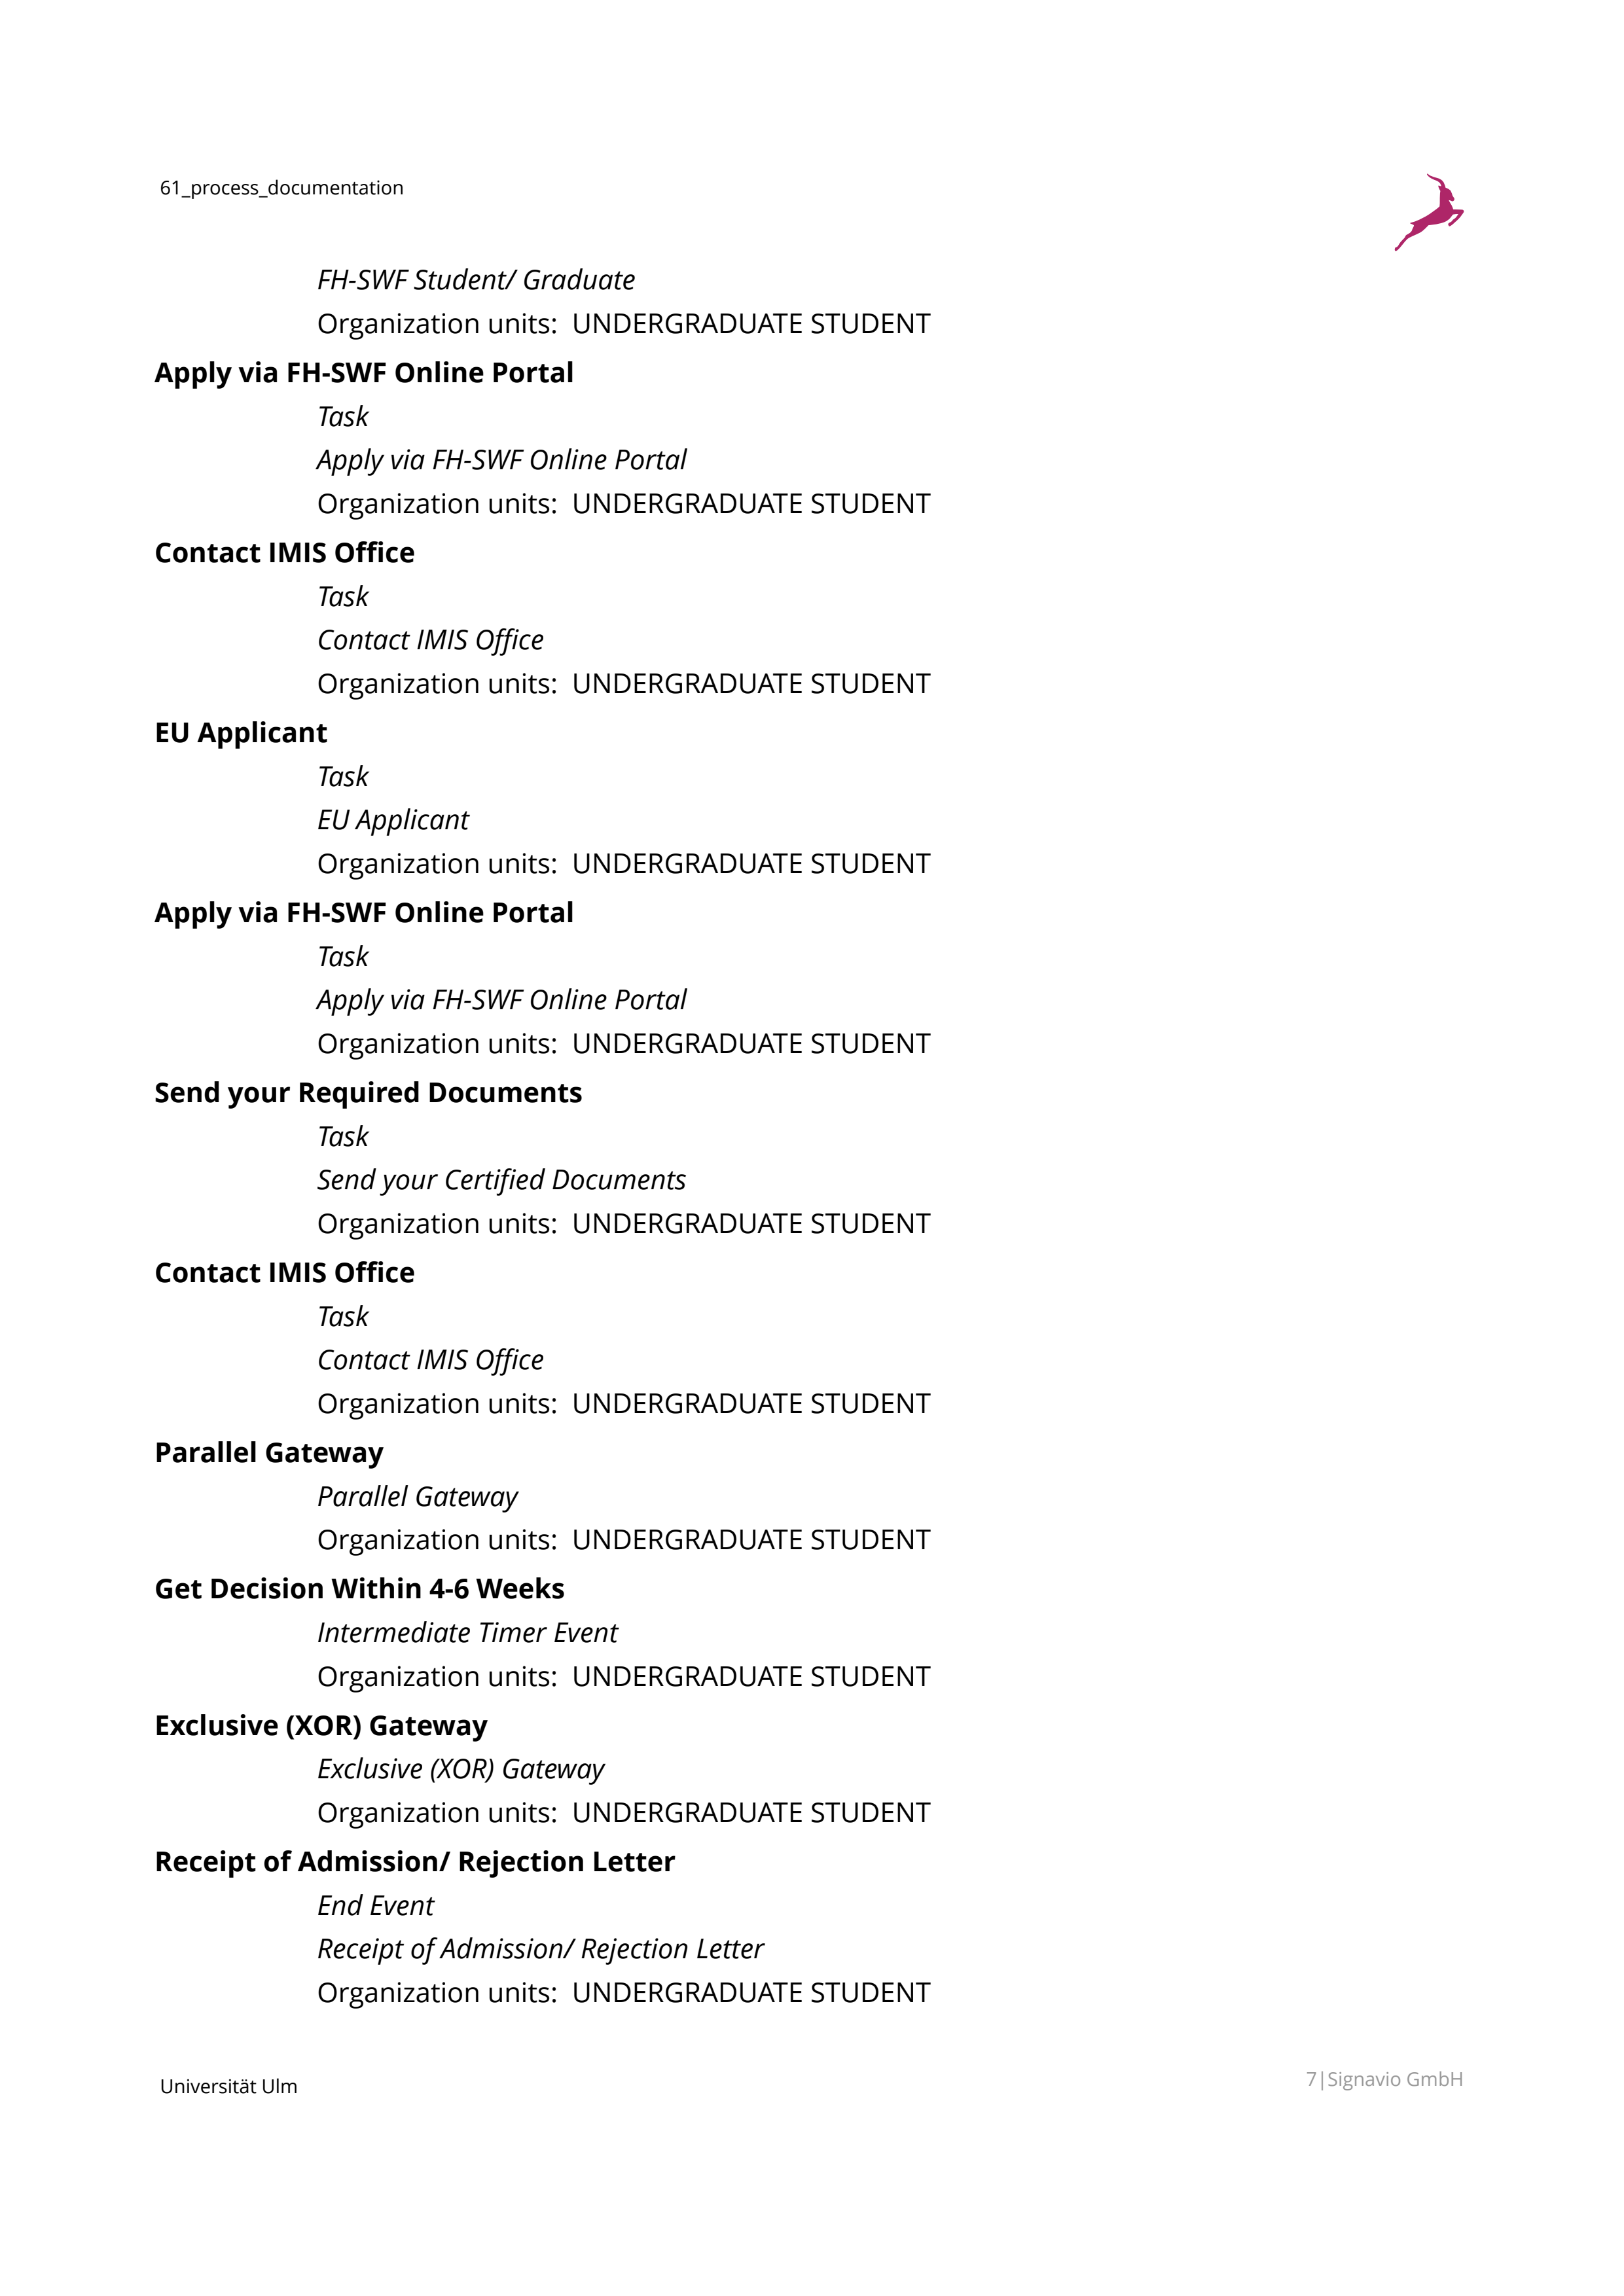 61_process_documentation
FH-SWF Student/ Graduate
Organization units: UNDERGRADUATE STUDENT
Apply via FH-SWF Online Portal
Task
Apply via FH-SWF Online Portal
Organization units: UNDERGRADUATE STUDENT
Contact IMIS Office
Task
Contact IMIS Office
Organization units: UNDERGRADUATE STUDENT
EU Applicant
Task
EU Applicant
Organization units: UNDERGRADUATE STUDENT
Apply via FH-SWF Online Portal
Task
Apply via FH-SWF Online Portal
Organization units: UNDERGRADUATE STUDENT
Send your Required Documents
Task
Send your Certified Documents
Organization units: UNDERGRADUATE STUDENT
Contact IMIS Office
Task
Contact IMIS Office
Organization units: UNDERGRADUATE STUDENT
Parallel Gateway
Parallel Gateway
Organization units: UNDERGRADUATE STUDENT
Get Decision Within 4-6 Weeks
Intermediate Timer Event
Organization units: UNDERGRADUATE STUDENT
Exclusive (XOR) Gateway
Exclusive (XOR) Gateway
Organization units: UNDERGRADUATE STUDENT
Receipt of Admission/ Rejection Letter
End Event
Receipt of Admission/ Rejection Letter
Organization units: UNDERGRADUATE STUDENT
Universität Ulm
7|Signavio GmbH